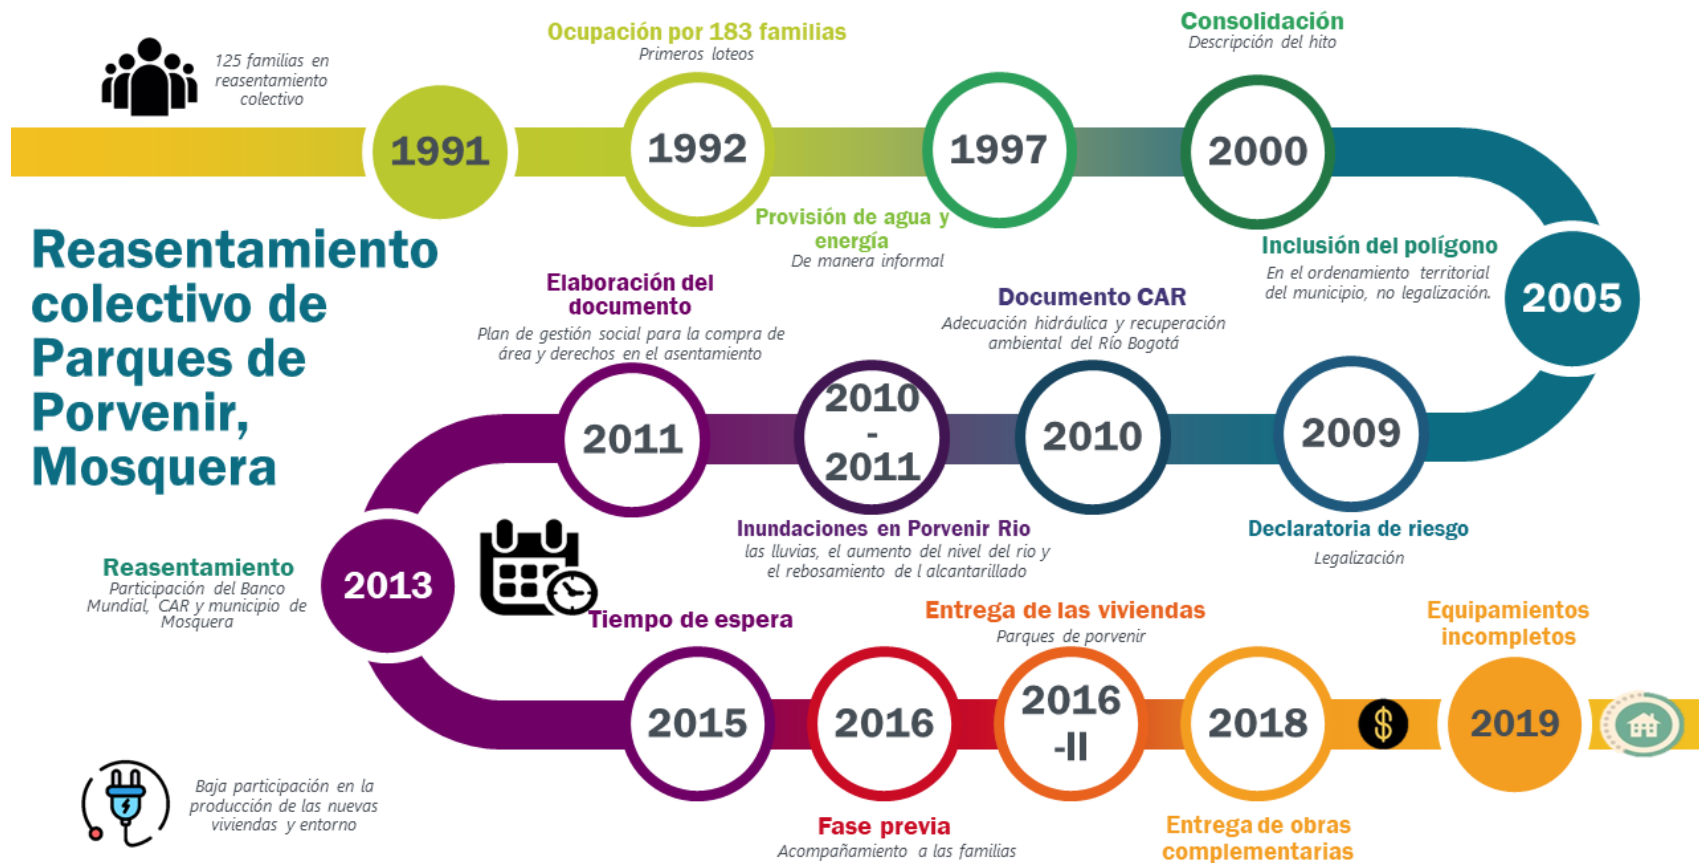 125 familias en
reasentamiento
colectivo
Ocupación por 183 familias
Primeros loteos
Consolidación
Descripción del hito
1991
1992
1997
2000
Provisión de agua y
energía
De manera informal
Inclusión del polígono
En el ordenamiento territorial
del municipio, no legalización.
2005
Reasentamiento
colectivo de
Parques de
Porvenir,
Mosquera
Elaboración del
documento
Plan de gestión social para la compra de
área y derechos en el asentamiento
Documento CAR
Adecuación hidráulica y recuperación
ambiental del Río Bogotá
2011
2010
-
2011
2010
2009
Inundaciones en Porvenir Rio
las lluvias, el aumento del nivel del rio y
el rebosamiento de l alcantarillado
Declaratoria de riesgo
Legalización
Reasentamiento
Participación del Banco
Mundial, CAR y municipio de
Mosquera
2013
Tiempo de espera
Entrega de las viviendas
Parques de porvenir
Equipamientos
incompletos
2015
2016
2016
-II
2018
$
2019
Baja participación en la
producción de las nuevas
viviendas y entorno
Fase previa
Acompañamiento a las familias
Entrega de obras
complementarias